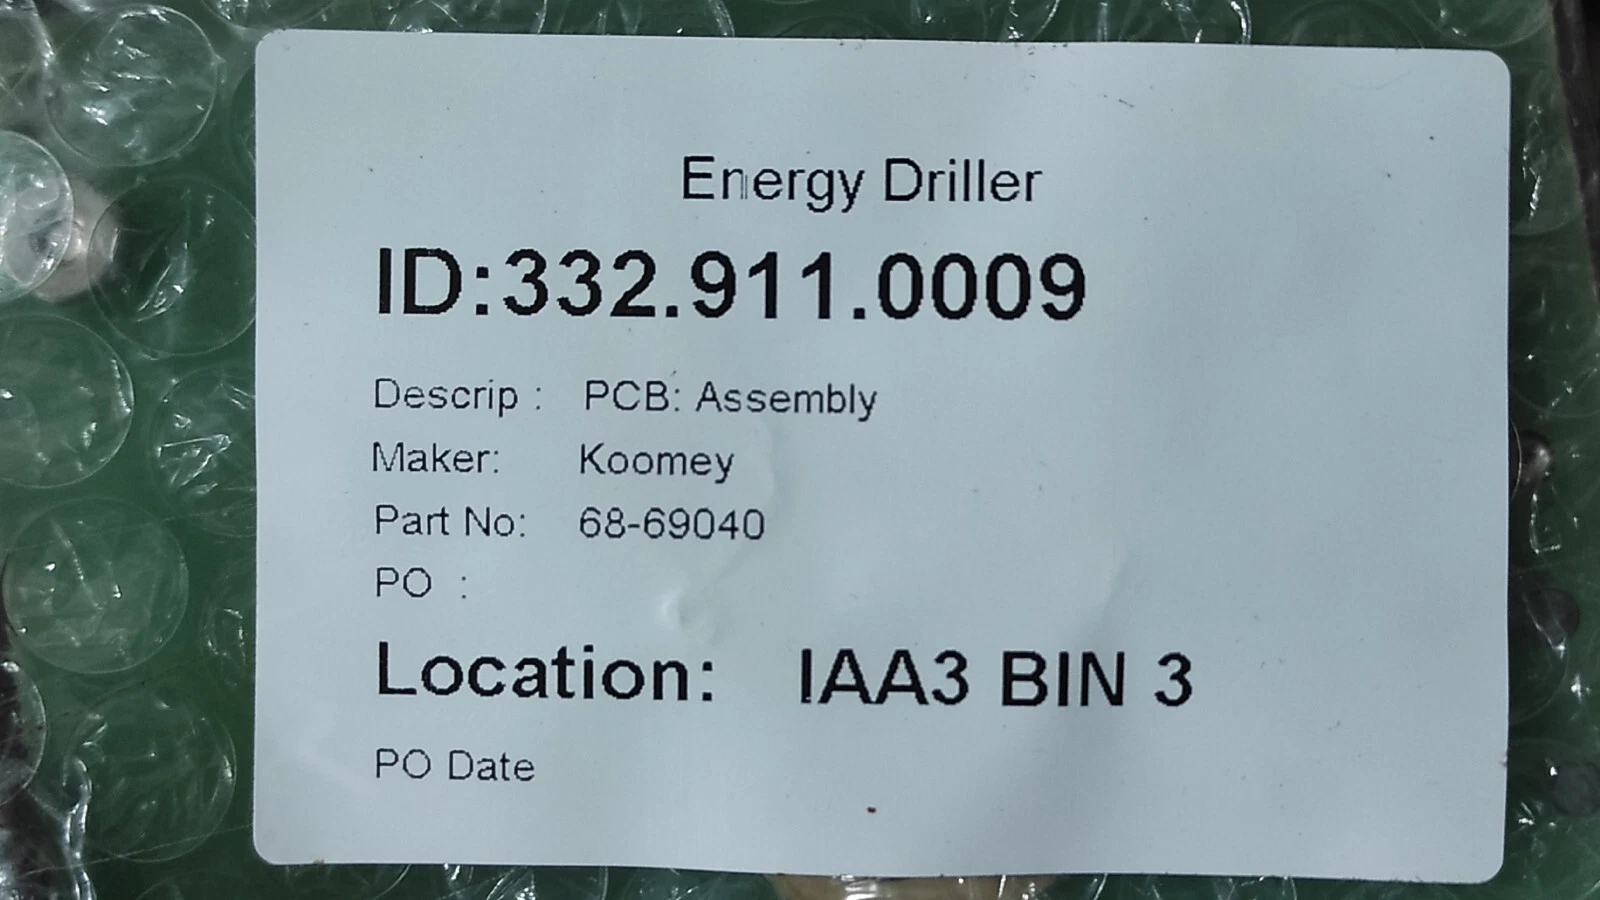 Energy Driller
ID:332.911.0009
Descrip : PCB: Assembly
Maker: Koomey
Part No: 68-69040
PO :
Location: IAA3 BIN 3
PO Date